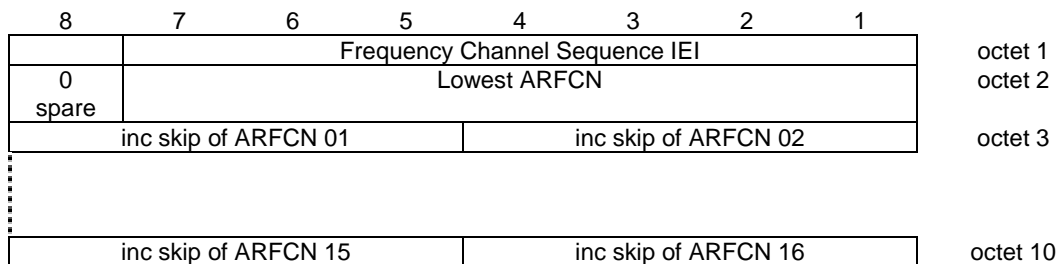 8 7 6 5 4 3 2 1
Frequency Channel Sequence IEI octet 1
0 Lowest ARFCN octet 2
spare
inc skip of ARFCN 01 inc skip of ARFCN 02 octet 3
inc skip of ARFCN 15 inc skip of ARFCN 16 octet 10